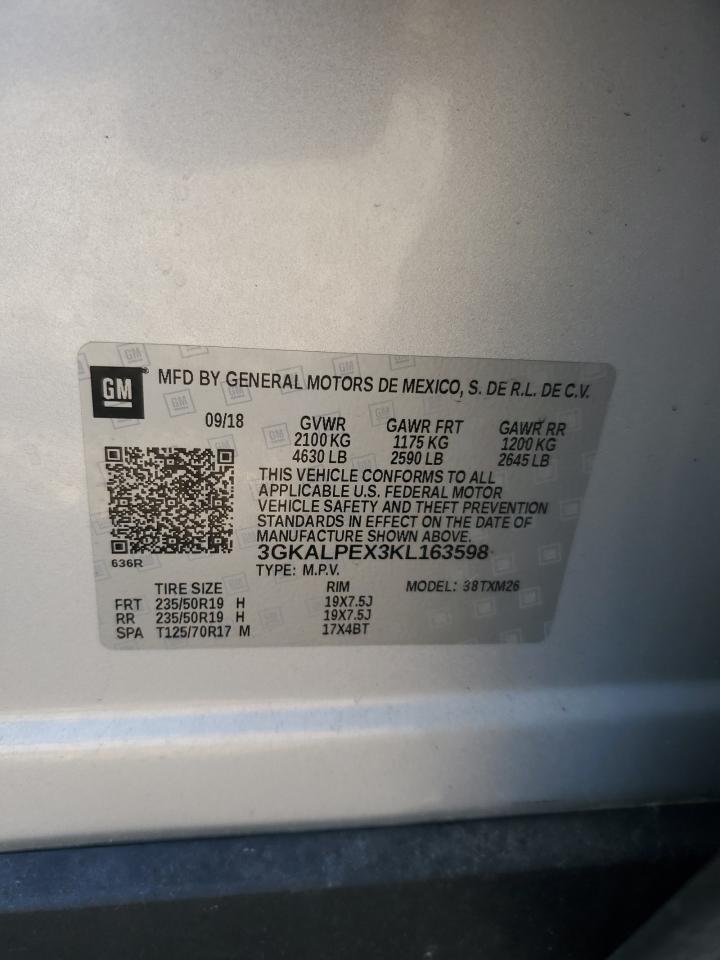 GM MFD BY GENERAL MOTORS DE MEXICO, S. DE R.L. DE C.V.
09/18 GVWR GAWR FRT GAWR RR
2100 KG 1175 KG 1200 KG
4630 LB 2590 LB 2645 LB
THIS VEHICLE CONFORMS TO ALL
APPLICABLE U.S. FEDERAL MOTOR
VEHICLE SAFETY AND THEFT PREVENTION
STANDARDS IN EFFECT ON THE DATE OF
MANUFACTURE SHOWN ABOVE.
3GKALPEX3KL163598
636R
TYPE: M.P.V. MODEL: 38TXM26
TIRE SIZE RIM
FRT 235/50R19 H 19X7.5J
RR 235/50R19 H 19X7.5J
SPA T125/70R17 M 17X4BT